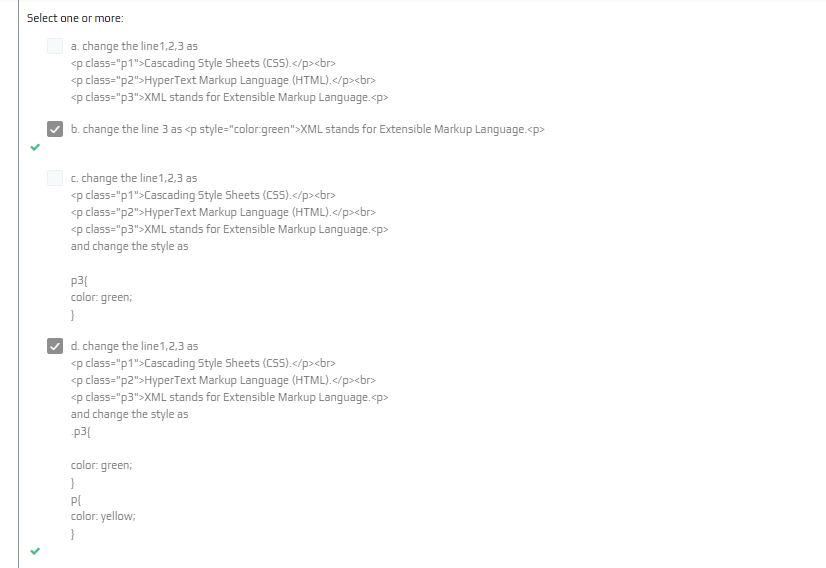 Select one or more:
a. change the line1,2,3 as
<p class="p1">Cascading Style Sheets (CSS).</p><br>
<p class="p2">HyperText Markup Language (HTML).</p><br>
<p class="p3">XML stands for Extensible Markup Language.<p>
b. change the line 3 as <p style="color:green">XML stands for Extensible Markup Language.<p>
c. change the line1,2,3 as
<p class="p1">Cascading Style Sheets (CSS).</p><br>
<p class="p2">HyperText Markup Language (HTML).</p><br>
<p class="p3">XML stands for Extensible Markup Language.<p>
and change the style as
p3{
color: green;
}
d. change the line1,2,3 as
<p class="p1">Cascading Style Sheets (CSS).</p><br>
<p class="p2">HyperText Markup Language (HTML).</p><br>
<p class="p3">XML stands for Extensible Markup Language.<p>
and change the style as
.p3{
color: green;
}
p{
color: yellow;
}